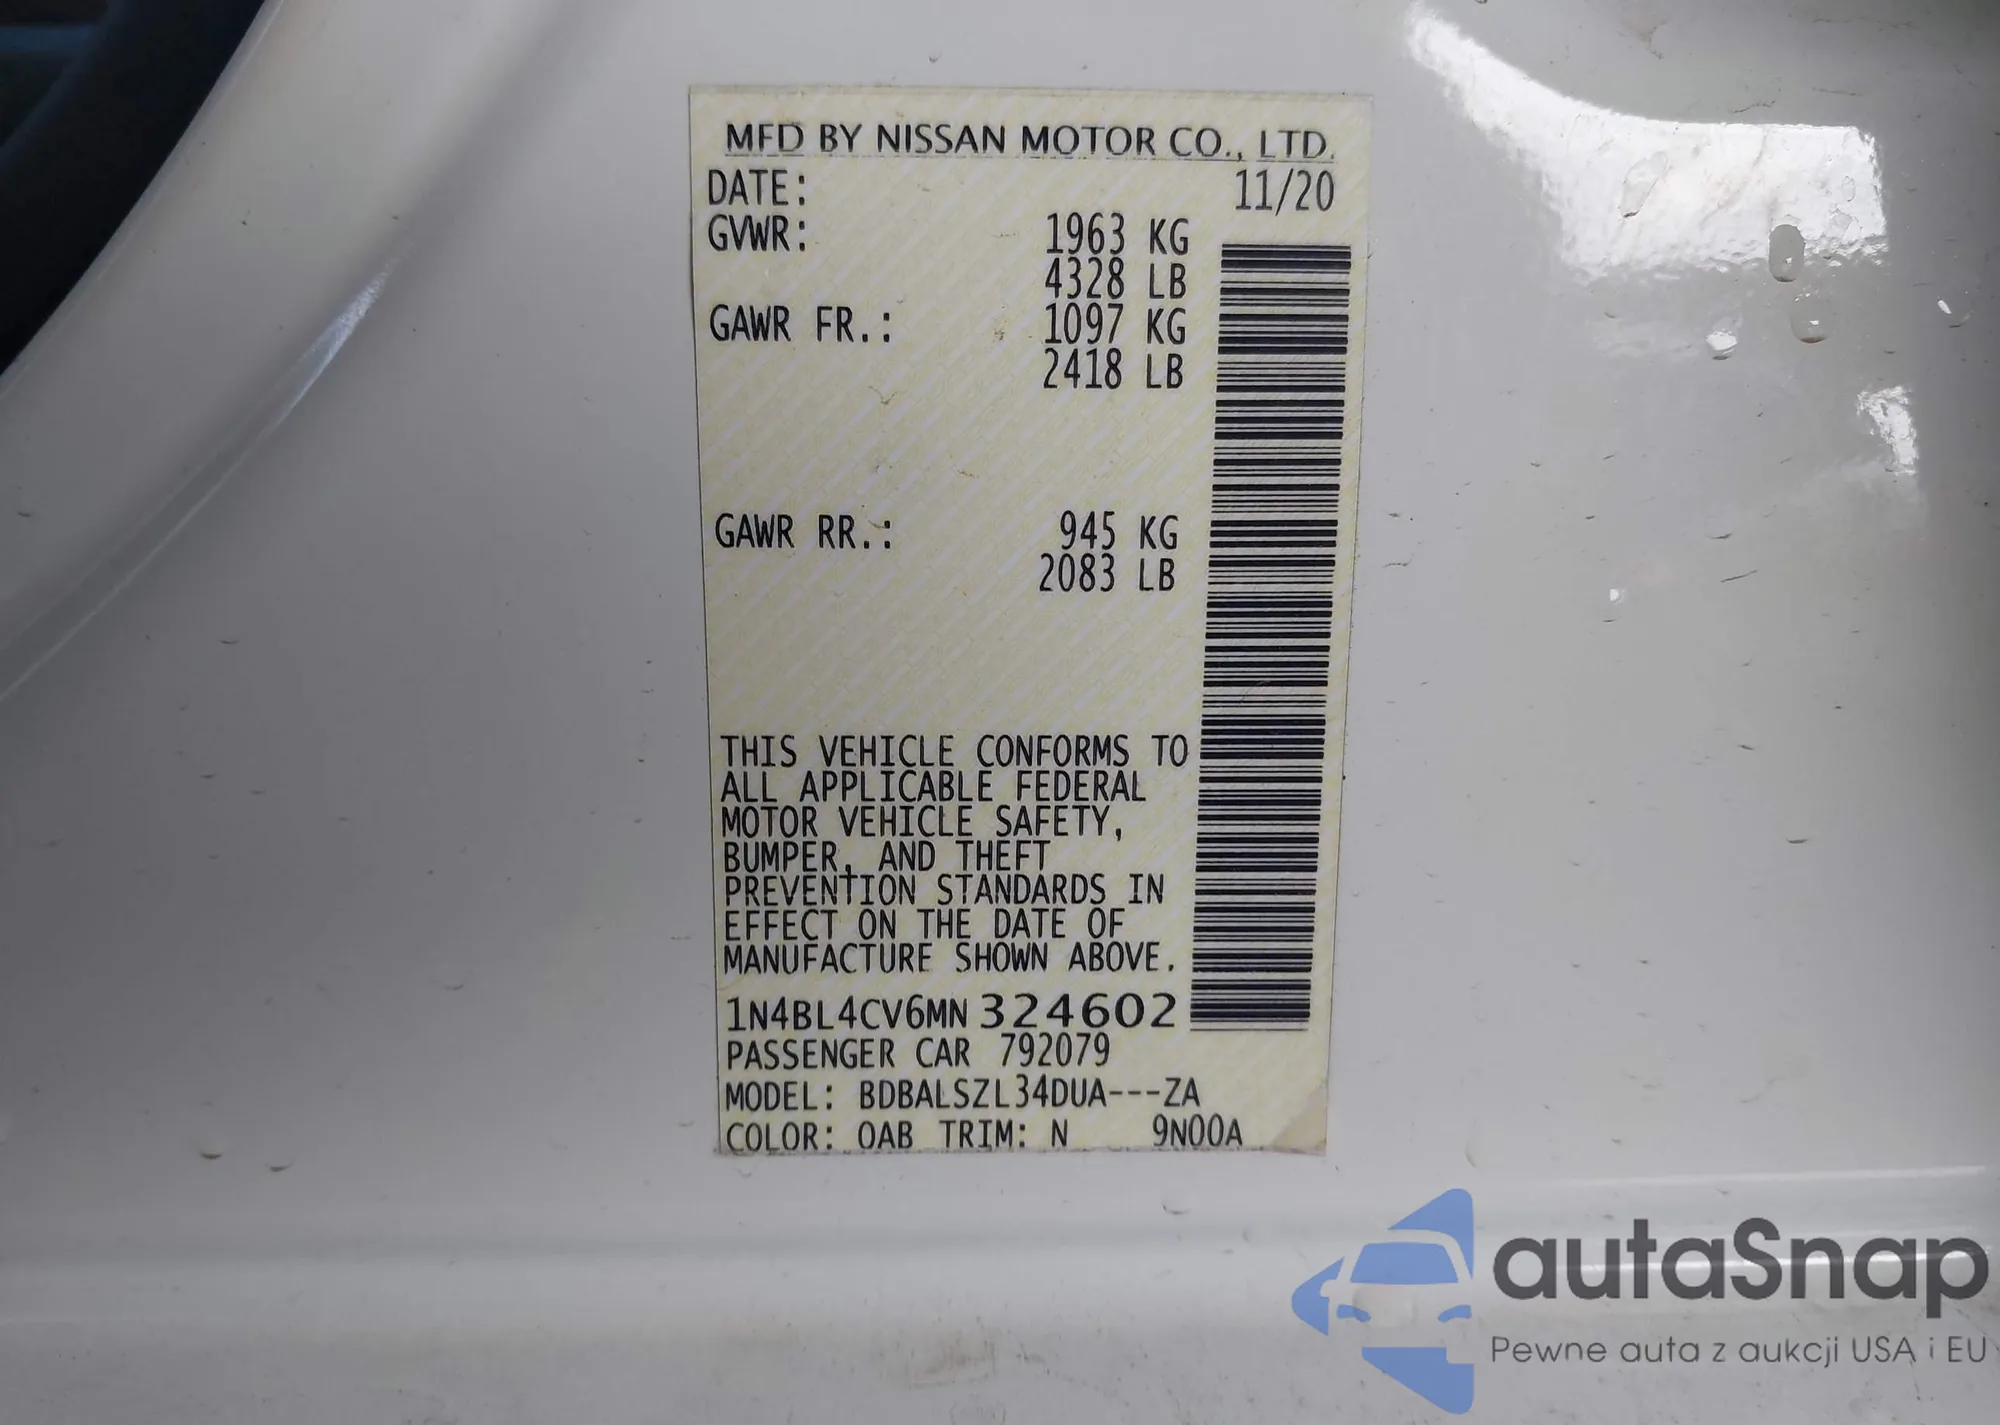 MFD BY NISSAN MOTOR CO., LTD.
DATE: 11/20
GVWR: 1963 KG
4328 LB
GAWR FR.: 1097 KG
2418 LB
GAWR RR.: 945 KG
2083 LB
THIS VEHICLE CONFORMS TO
ALL APPLICABLE FEDERAL
MOTOR VEHICLE SAFETY,
BUMPER, AND THEFT
PREVENTION STANDARDS IN
EFFECT ON THE DATE OF
MANUFACTURE SHOWN ABOVE.
1N4BL4CV6MN324602
PASSENGER CAR 792079
MODEL: BDBALSZL34DUA---ZA
COLOR: QAB TRIM: N 9N00A
autaSnap
Pewne auta z aukcji USA i EU